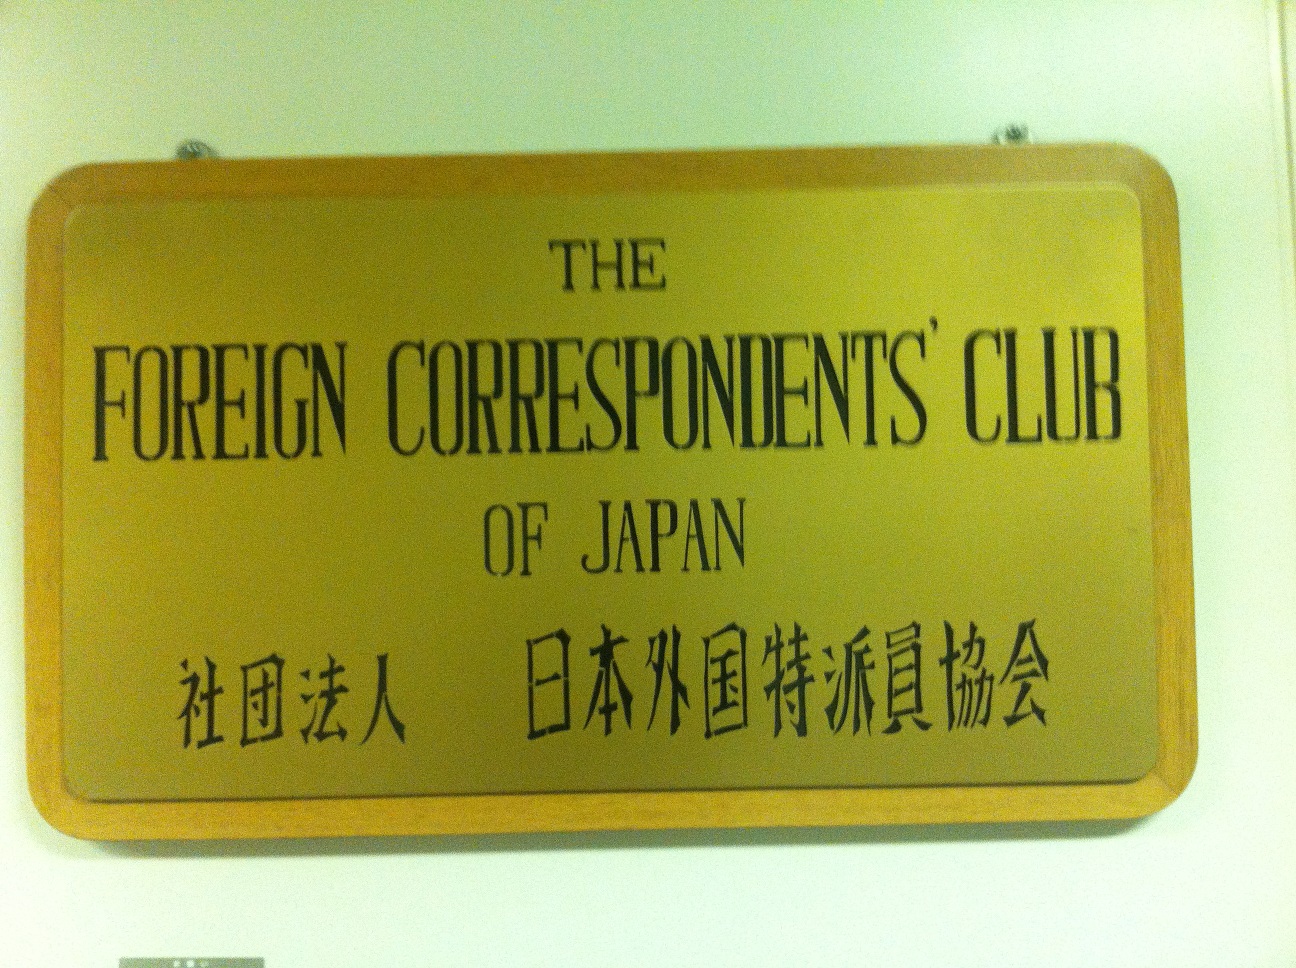 THE
FOREIGN CORRESPONDENTS' CLUB
OF JAPAN
社団法人 日本外国特派員協会